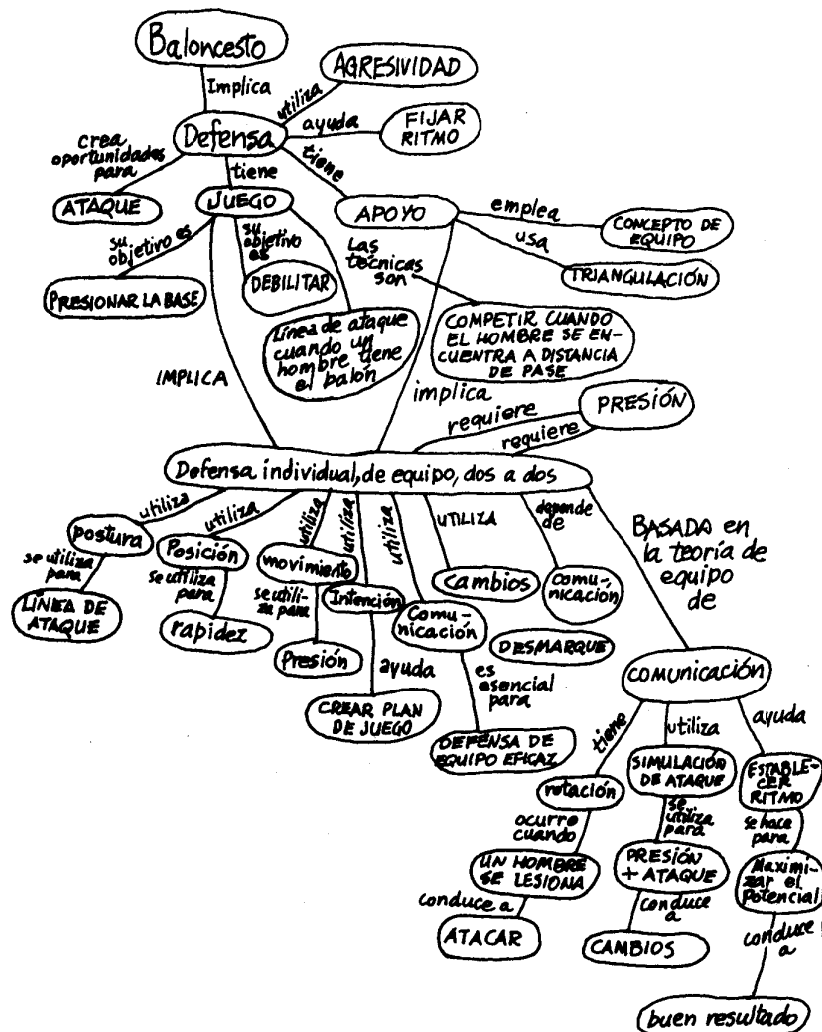 Baloncesto
Implica
utiliza
AGRESIVIDAD
Defensa
ayuda
FIJAR
RITMO
crea
oportunidades
para
ATAQUE
tiene
JUEGO
tiene
APOYO
emplea
CONCEPTO DE
EQUIPO
usa
TRIANGULACIÓN
su
objetivo es
PRESIONAR LA BASE
su
objetivo
es
DEBILITAR
Línea de ataque
cuando un
hombre tiene
el balón
Las
técnicas
son
COMPETIR CUANDO
EL HOMBRE SE EN-
CUENTRA A DISTANCIA
DE PASE
IMPLICA
implica
requiere
requiere
PRESIÓN
Defensa individual, de equipo, dos a dos
utiliza
postura
se utiliza
para
LÍNEA DE
ATAQUE
utiliza
Posición
se utiliza
para
rapidez
utiliza
movimiento
se utili-
za para
Presión
utiliza
Intención
ayuda
CREAR PLAN
DE JUEGO
utiliza
Comu-
nicación
es
esencial
para
DEFENSA DE
EQUIPO EFICAZ
UTILIZA
cambios
depende
de
comu-
nicación
DESMARQUE
BASADA en
la teoría de
equipo
de
comunicación
tiene
rotación
ocurre
cuando
UN HOMBRE
SE LESIONA
conduce a
ATACAR
utiliza
SIMULACIÓN
DE ATAQUE
se
utiliza
para
PRESIÓN
+ ATAQUE
conduce
a
CAMBIOS
ayuda
ESTABLE-
CER
RITMO
se hace
para
Maximi-
zar el
Potencial
conduce
a
buen resultado